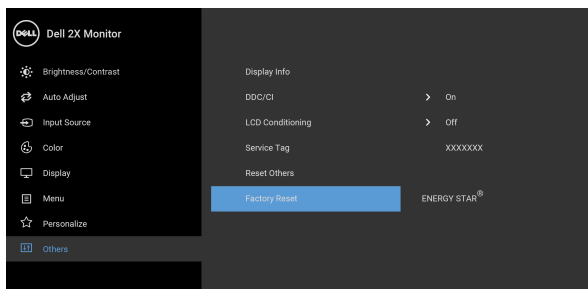 DELL Dell 2X Monitor
Brightness/Contrast
Auto Adjust
Input Source
Color
Display
Menu
Personalize
Others
Display Info
DDC/CI > On
LCD Conditioning > Off
Service Tag XXXXXXX
Reset Others
Factory Reset ENERGY STAR®